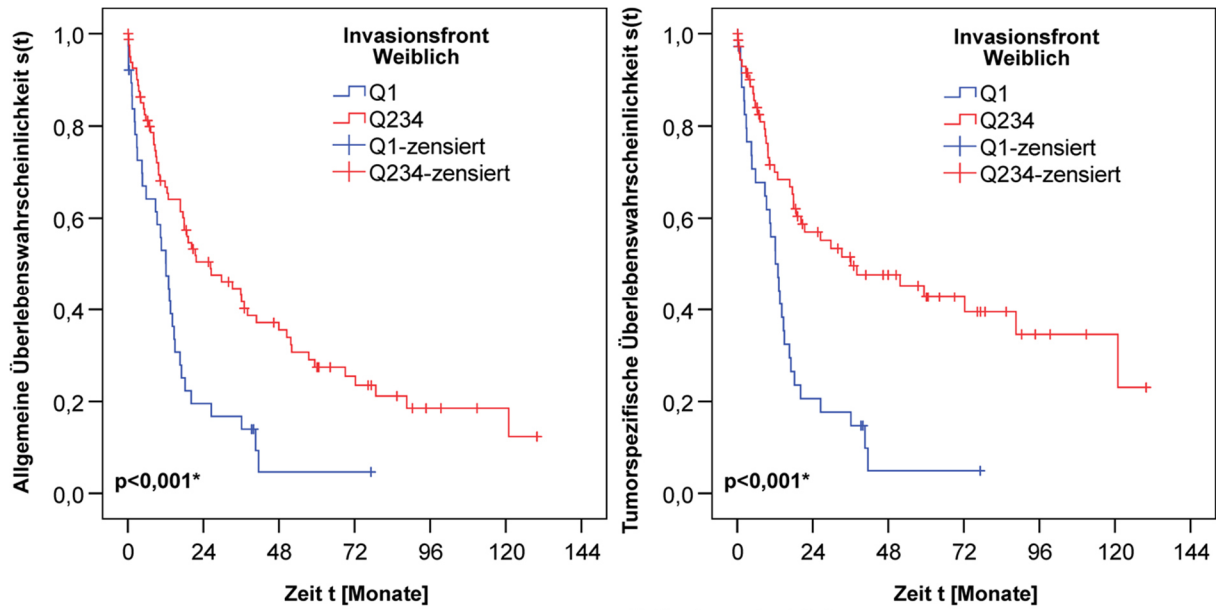 Allgemeine Überlebenswahrscheinlichkeit s(t)
1,0
0,8
0,6
0,4
0,2
0,0
Invasionsfront
Weiblich
Q1
Q234
Q1-zensiert
Q234-zensiert
p<0,001*
0 24 48 72 96 120 144
Zeit t [Monate]
Tumorspezifische Überlebenswahrscheinlichkeit s(t)
1,0
0,8
0,6
0,4
0,2
0,0
Invasionsfront
Weiblich
Q1
Q234
Q1-zensiert
Q234-zensiert
p<0,001*
0 24 48 72 96 120 144
Zeit t [Monate]